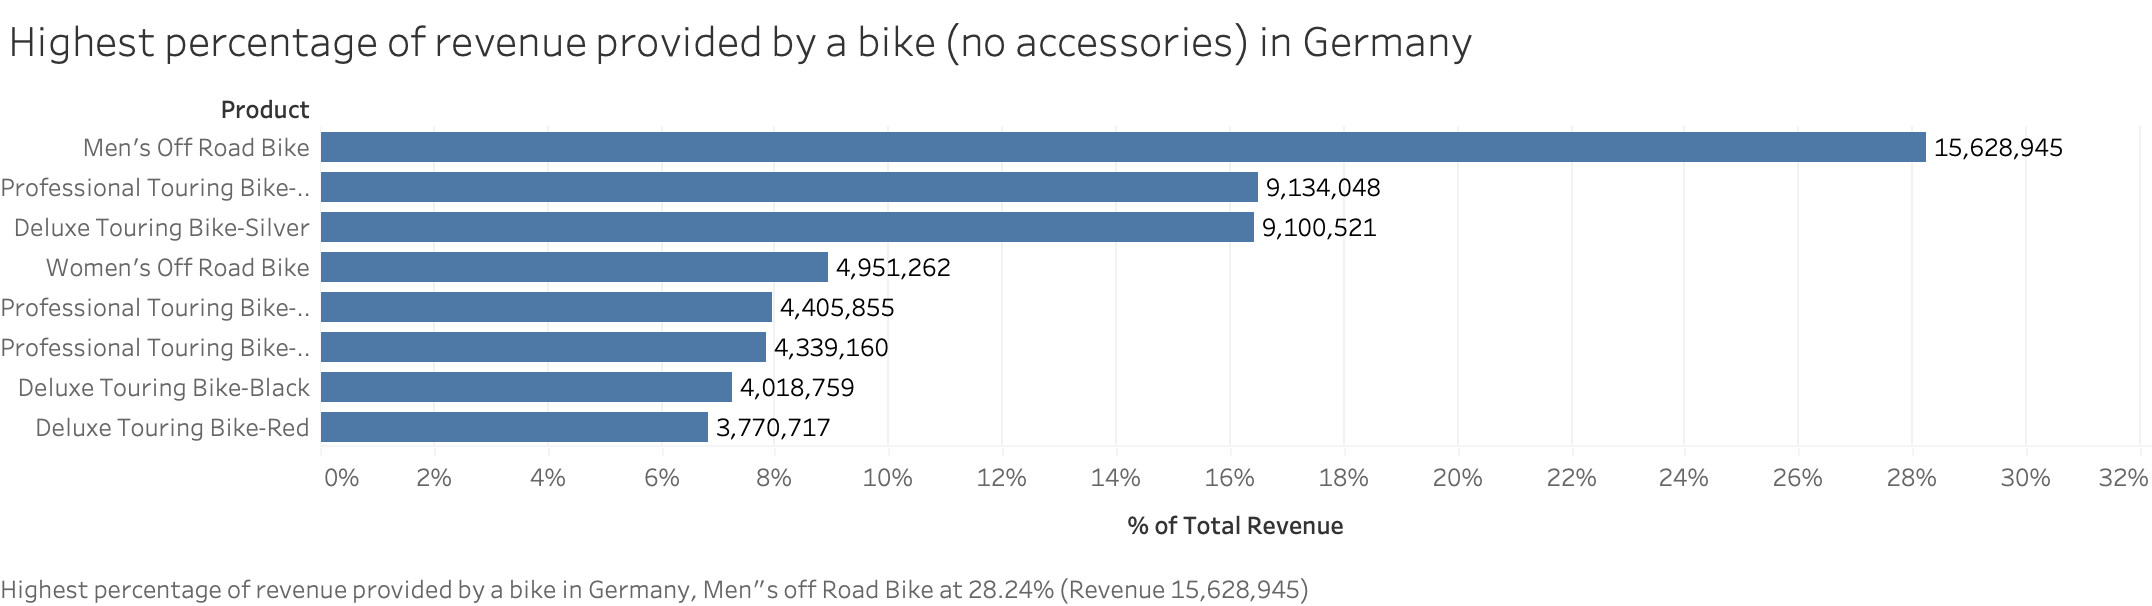 Highest percentage of revenue provided by a bike (no accessories) in Germany
Product
Men's Off Road Bike 15,628,945
Professional Touring Bike-.. 9,134,048
Deluxe Touring Bike-Silver 9,100,521
Women's Off Road Bike 4,951,262
Professional Touring Bike-.. 4,405,855
Professional Touring Bike-.. 4,339,160
Deluxe Touring Bike-Black 4,018,759
Deluxe Touring Bike-Red 3,770,717
0% 2% 4% 6% 8% 10% 12% 14% 16% 18% 20% 22% 24% 26% 28% 30% 32%
% of Total Revenue
Highest percentage of revenue provided by a bike in Germany, Men''s off Road Bike at 28.24% (Revenue 15,628,945)